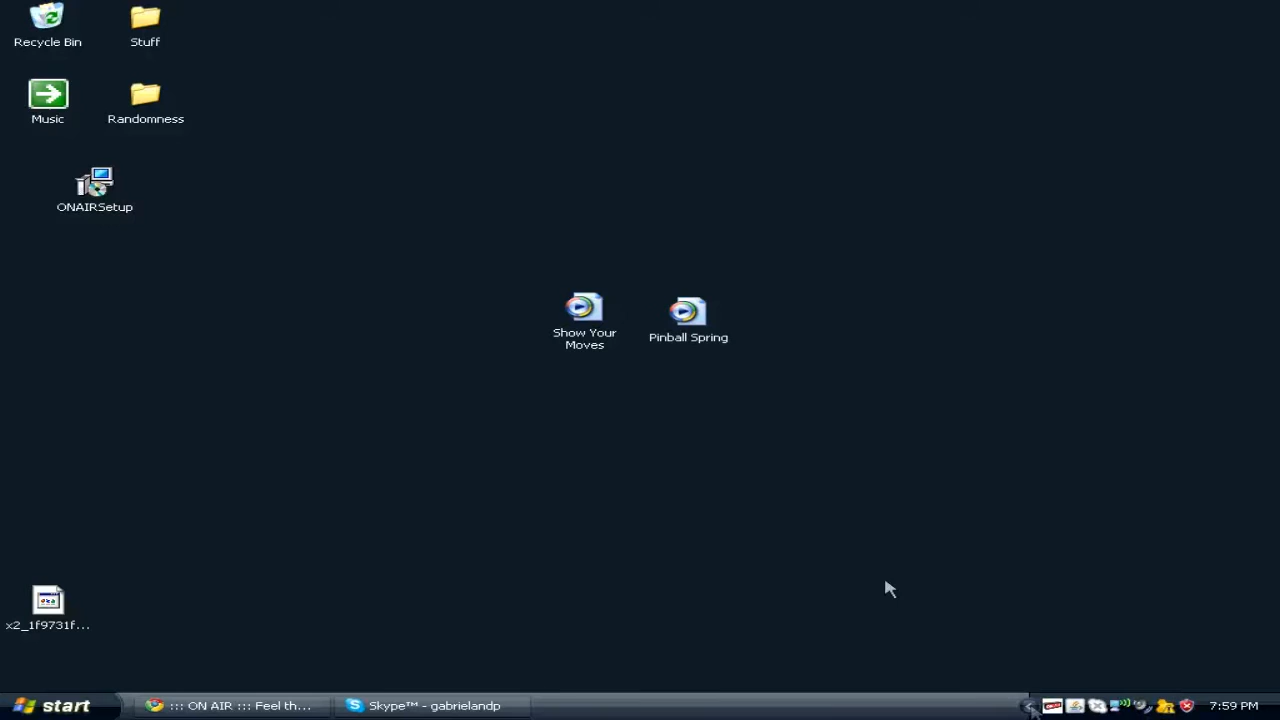 Recycle Bin
Stuff
Music
Randomness
ONAIRSetup
Show Your
Moves
Pinball Spring
x2_1f9731f...
start
::: ON AIR ::: Feel th...
Skype™ - gabrielandp
7:59 PM